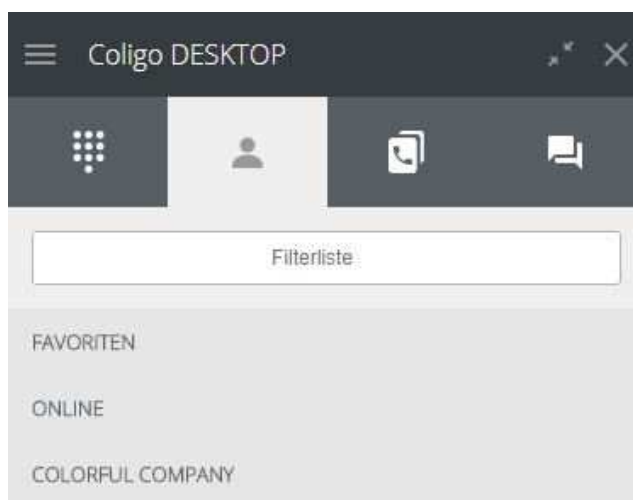 Coligo DESKTOP
Filterliste
FAVORITEN
ONLINE
COLORFUL COMPANY